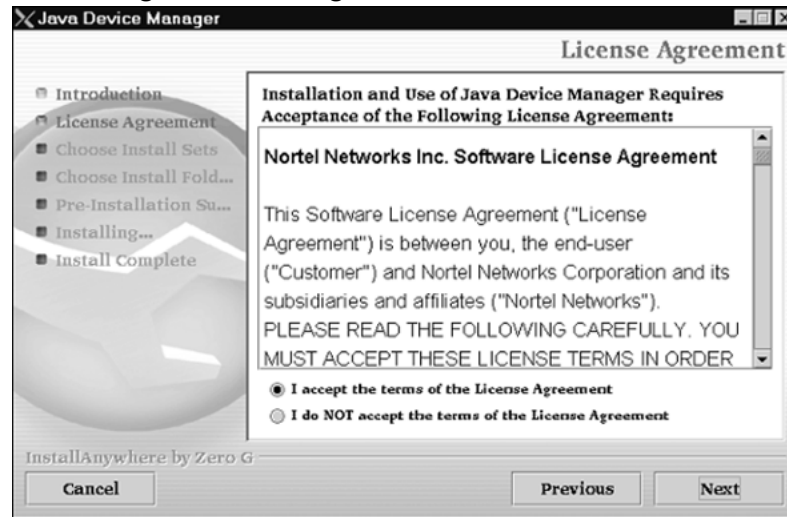 Java Device Manager
License Agreement
Introduction
License Agreement
Choose Install Sets
Choose Install Fold...
Pre-Installation Su...
Installing...
Install Complete
Installation and Use of Java Device Manager Requires
Acceptance of the Following License Agreement:
Nortel Networks Inc. Software License Agreement
This Software License Agreement ("License
Agreement") is between you, the end-user
("Customer") and Nortel Networks Corporation and its
subsidiaries and affiliates ("Nortel Networks").
PLEASE READ THE FOLLOWING CAREFULLY. YOU
MUST ACCEPT THESE LICENSE TERMS IN ORDER
I accept the terms of the License Agreement
I do NOT accept the terms of the License Agreement
InstallAnywhere by Zero G
Cancel
Previous
Next